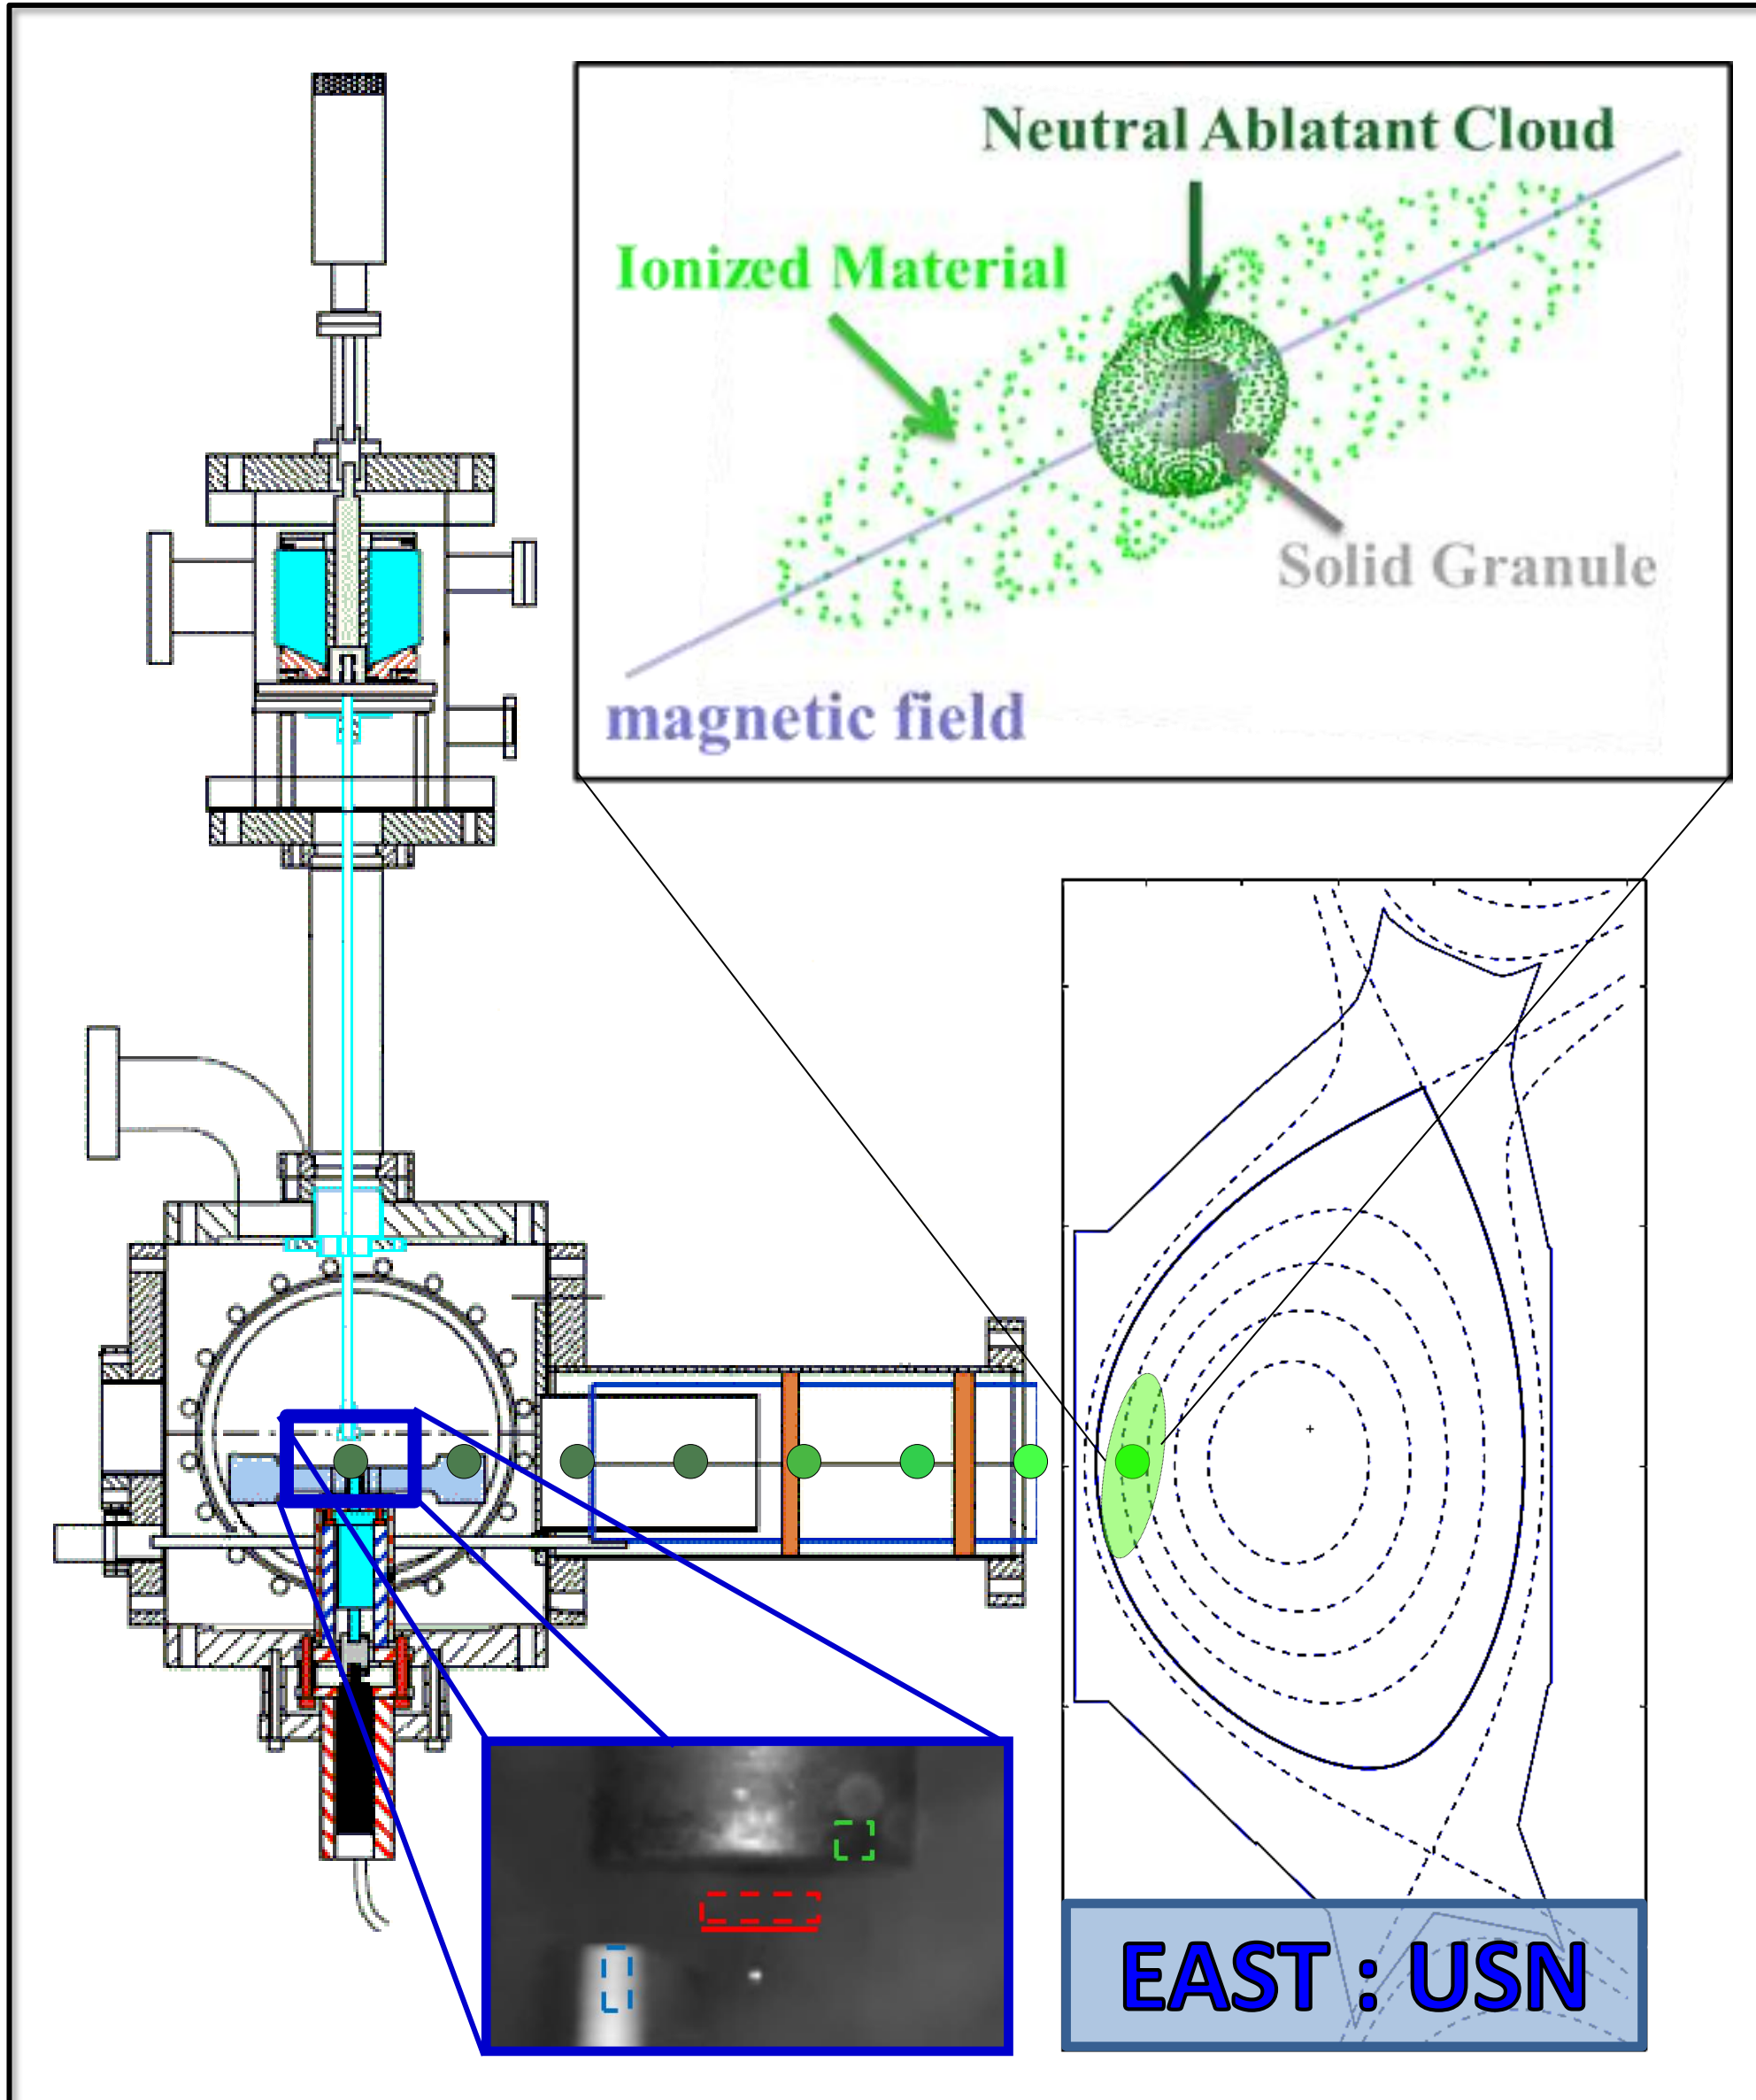 Neutral Ablatant Cloud
Ionized Material
Solid Granule
magnetic field
EAST : USN